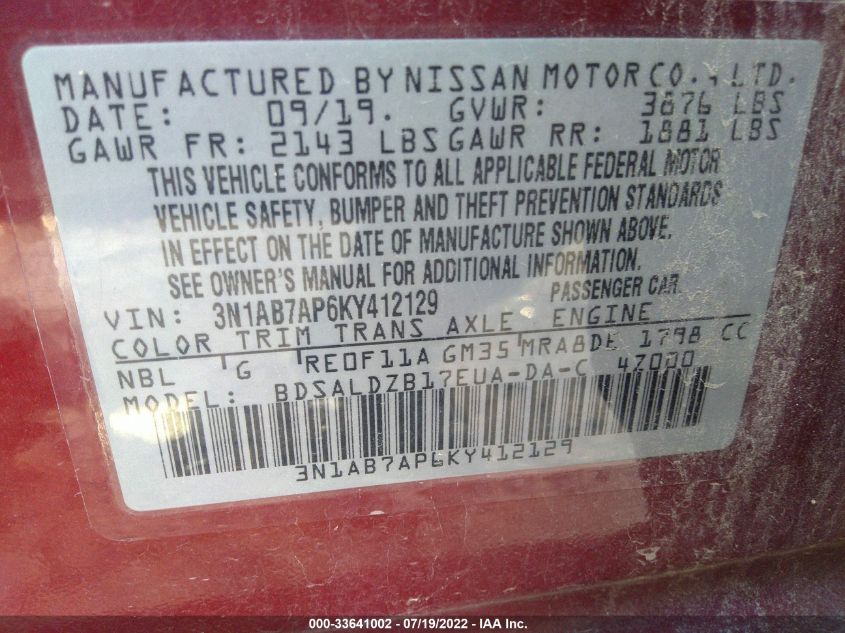 MANUFACTURED BY NISSAN MOTOR CO., LTD.
DATE: 09/19. GVWR: 3676 LBS
GAWR FR: 2143 LBS GAWR RR: 1881 LBS
THIS VEHICLE CONFORMS TO ALL APPLICABLE FEDERAL MOTOR
VEHICLE SAFETY, BUMPER AND THEFT PREVENTION STANDARDS
IN EFFECT ON THE DATE OF MANUFACTURE SHOWN ABOVE.
SEE OWNER'S MANUAL FOR ADDITIONAL INFORMATION.
VIN: 3N1AB7AP6KY412129 PASSENGER CAR
COLOR TRIM TRANS AXLE ENGINE
NBL G RE0F11A GM35 MRA8DE 1798 CC
MODEL: BDSALDZB17EUA-DA-C 47000
3N1AB7AP6KY412129
000-33641002 - 07/19/2022 - IAA Inc.